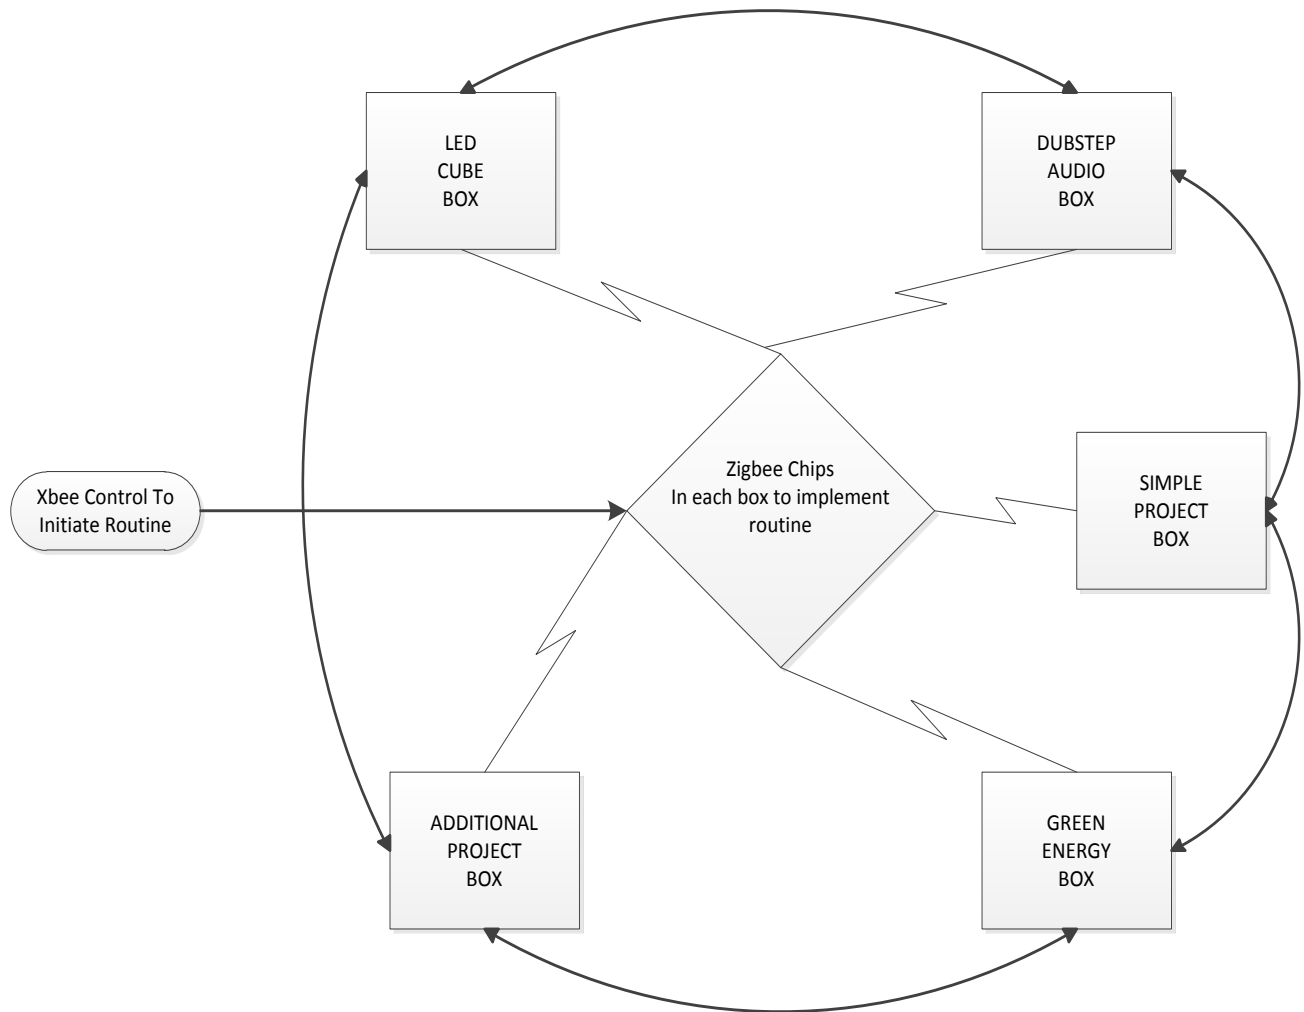 LED
CUBE
BOX
DUBSTEP
AUDIO
BOX
Xbee Control To
Initiate Routine
Zigbee Chips
In each box to implement
routine
SIMPLE
PROJECT
BOX
ADDITIONAL
PROJECT
BOX
GREEN
ENERGY
BOX